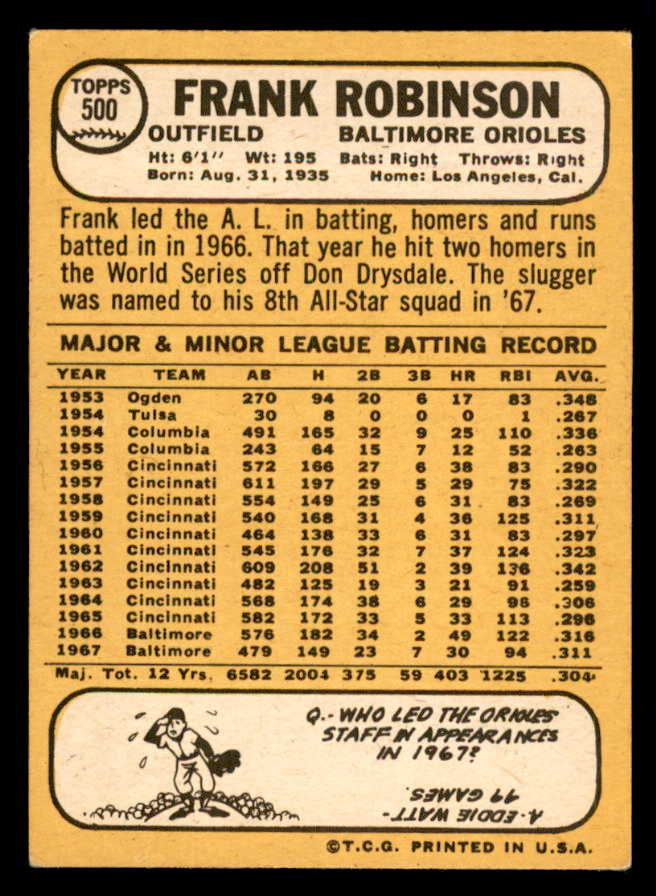 TOPPS
500
FRANK ROBINSON
OUTFIELD BALTIMORE ORIOLES
Ht: 6'1" Wt: 195 Bats: Right Throws: Right
Born: Aug. 31, 1935 Home: Los Angeles, Cal.
Frank led the A. L. in batting, homers and runs
batted in in 1966. That year he hit two homers in
the World Series off Don Drysdale. The slugger
was named to his 8th All-Star squad in '67.
MAJOR & MINOR LEAGUE BATTING RECORD
YEAR TEAM AB H 2B 3B HR RBI AVG.
1953 Ogden 270 94 20 6 17 83 .348
1954 Tulsa 30 8 0 0 0 1 .267
1954 Columbia 491 165 32 9 25 110 .336
1955 Columbia 243 64 15 7 12 52 .263
1956 Cincinnati 572 166 27 6 38 83 .290
1957 Cincinnati 611 197 29 5 29 75 .322
1958 Cincinnati 554 149 25 6 31 83 .269
1959 Cincinnati 540 168 31 4 36 125 .311
1960 Cincinnati 464 138 33 6 31 83 .297
1961 Cincinnati 545 176 32 7 37 124 .323
1962 Cincinnati 609 208 51 2 39 136 .342
1963 Cincinnati 482 125 19 3 21 91 .259
1964 Cincinnati 568 174 38 6 29 96 .306
1965 Cincinnati 582 172 33 5 33 113 .296
1966 Baltimore 576 182 34 2 49 122 .316
1967 Baltimore 479 149 23 7 30 94 .311
Maj. Tot. 12 Yrs. 6582 2004 375 59 403 1225 .304
Q.- WHO LED THE ORIOLES
STAFF IN APPEARANCES
IN 1967?
A. EDDIE WATT-
49 GAMES.
©T.C.G. PRINTED IN U.S.A.